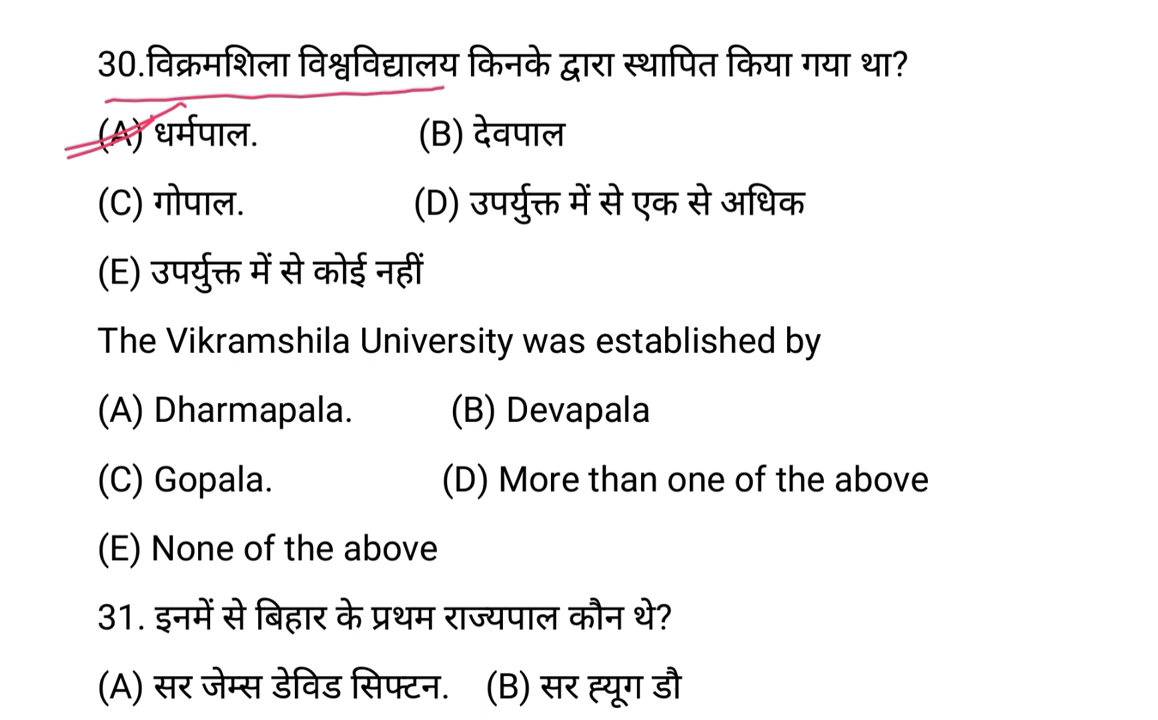 30.विक्रमशिला विश्वविद्यालय किनके द्वारा स्थापित किया गया था?
(A) धर्मपाल. (B) देवपाल
(C) गोपाल. (D) उपर्युक्त में से एक से अधिक
(E) उपर्युक्त में से कोई नहीं
The Vikramshila University was established by
(A) Dharmapala. (B) Devapala
(C) Gopala. (D) More than one of the above
(E) None of the above
31. इनमें से बिहार के प्रथम राज्यपाल कौन थे?
(A) सर जेम्स डेविड सिफ्टन. (B) सर ह्यूग डौ